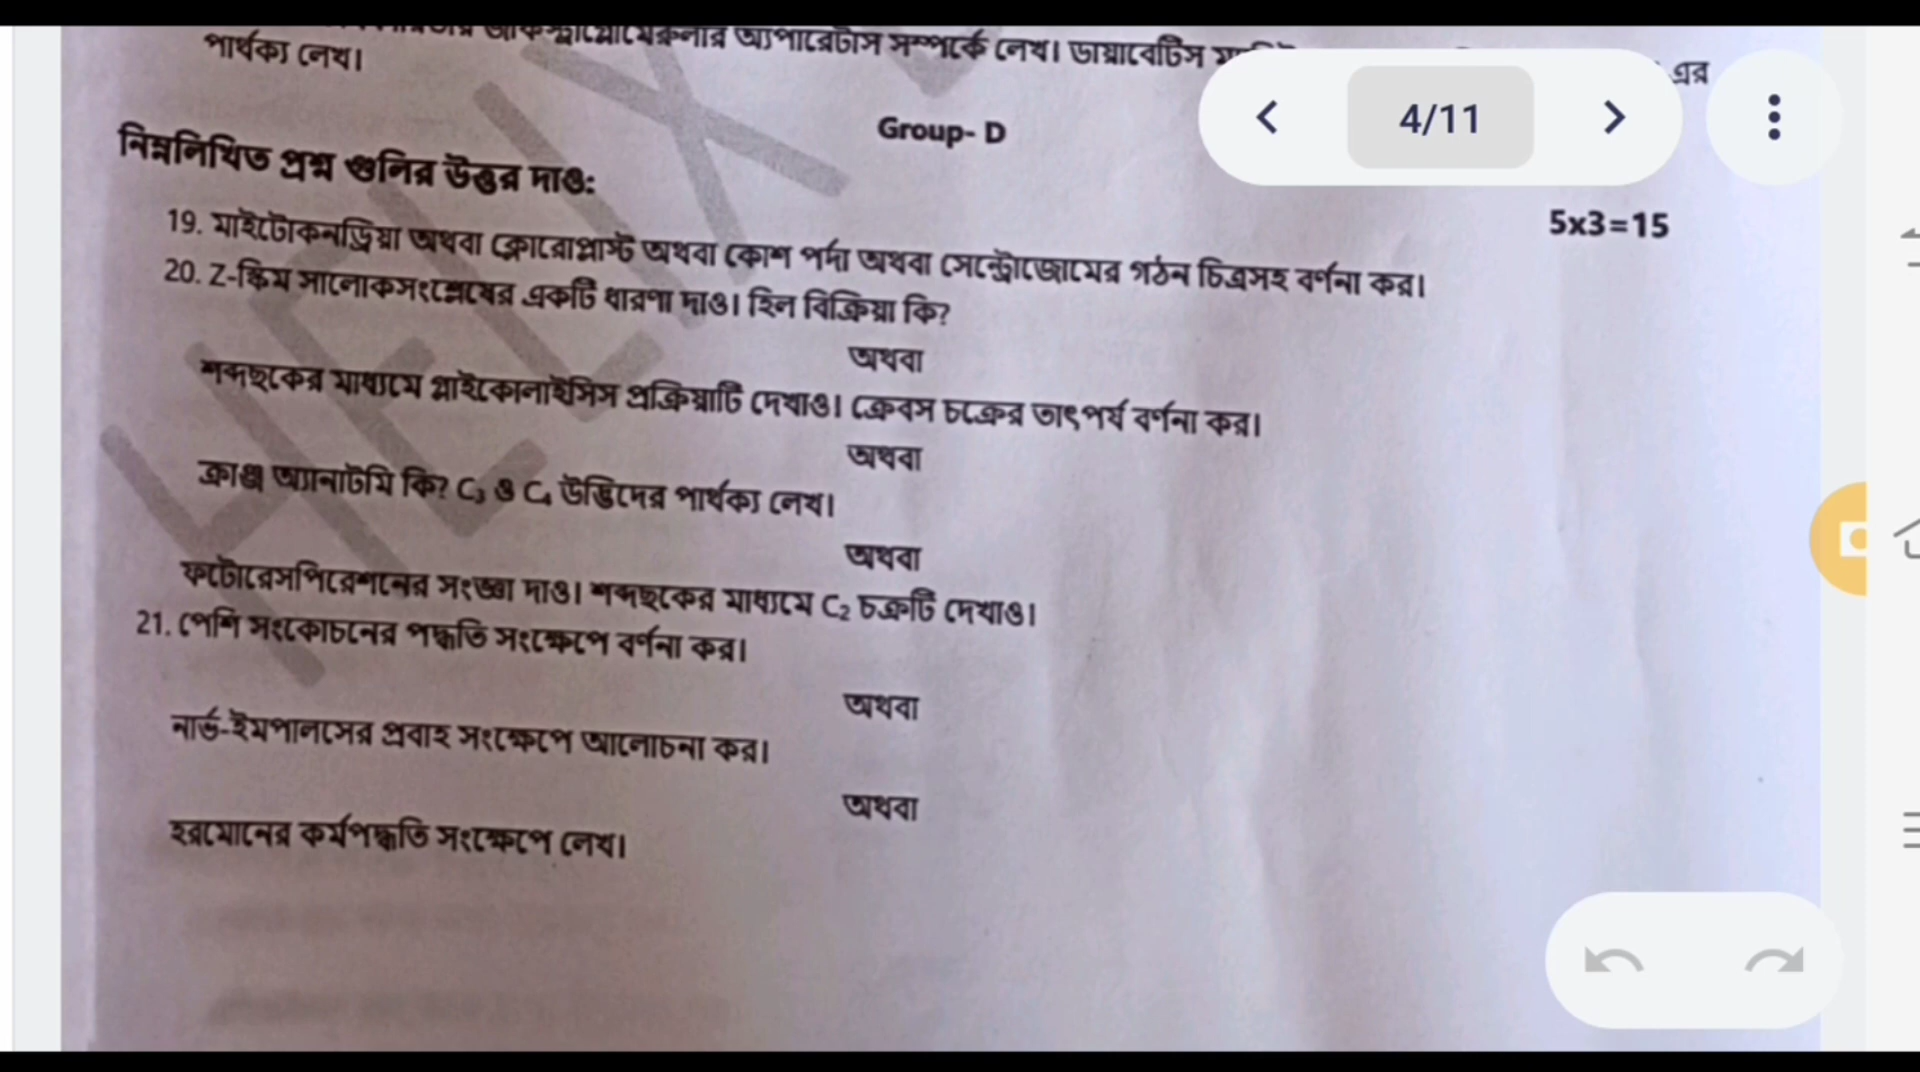 অ্যাপারেটাস সম্পর্কে লেখ। ডায়াবেটিস
এর
পার্থক্য লেখ।
4/11
Group- D
নিম্নলিখিত প্রশ্ন গুলির উত্তর দাও:
5x3=15
19. মাইটোকনড্রিয়া অথবা ক্লোরোপ্লাস্ট অথবা কোশ পর্দা অথবা সেন্ট্রোজোমের গঠন চিত্রসহ বর্ণনা কর।
20. Z-স্কিম সালোকসংশ্লেষের একটি ধারণা দাও। হিল বিক্রিয়া কি?
অথবা
শব্দছকের মাধ্যমে গ্লাইকোলাইসিস প্রক্রিয়াটি দেখাও। ক্রেবস চক্রের তাৎপর্য বর্ণনা কর।
অথবা
ক্রাঞ্জ অ্যানাটমি কি? C₃ ও C₄ উদ্ভিদের পার্থক্য লেখ।
অথবা
ফটোরেসপিরেশনের সংজ্ঞা দাও। শব্দছকের মাধ্যমে C₂ চক্রটি দেখাও।
21. পেশি সংকোচনের পদ্ধতি সংক্ষেপে বর্ণনা কর।
অথবা
নার্ভ-ইমপালসের প্রবাহ সংক্ষেপে আলোচনা কর।
অথবা
হরমোনের কর্মপদ্ধতি সংক্ষেপে লেখ।
HELIX